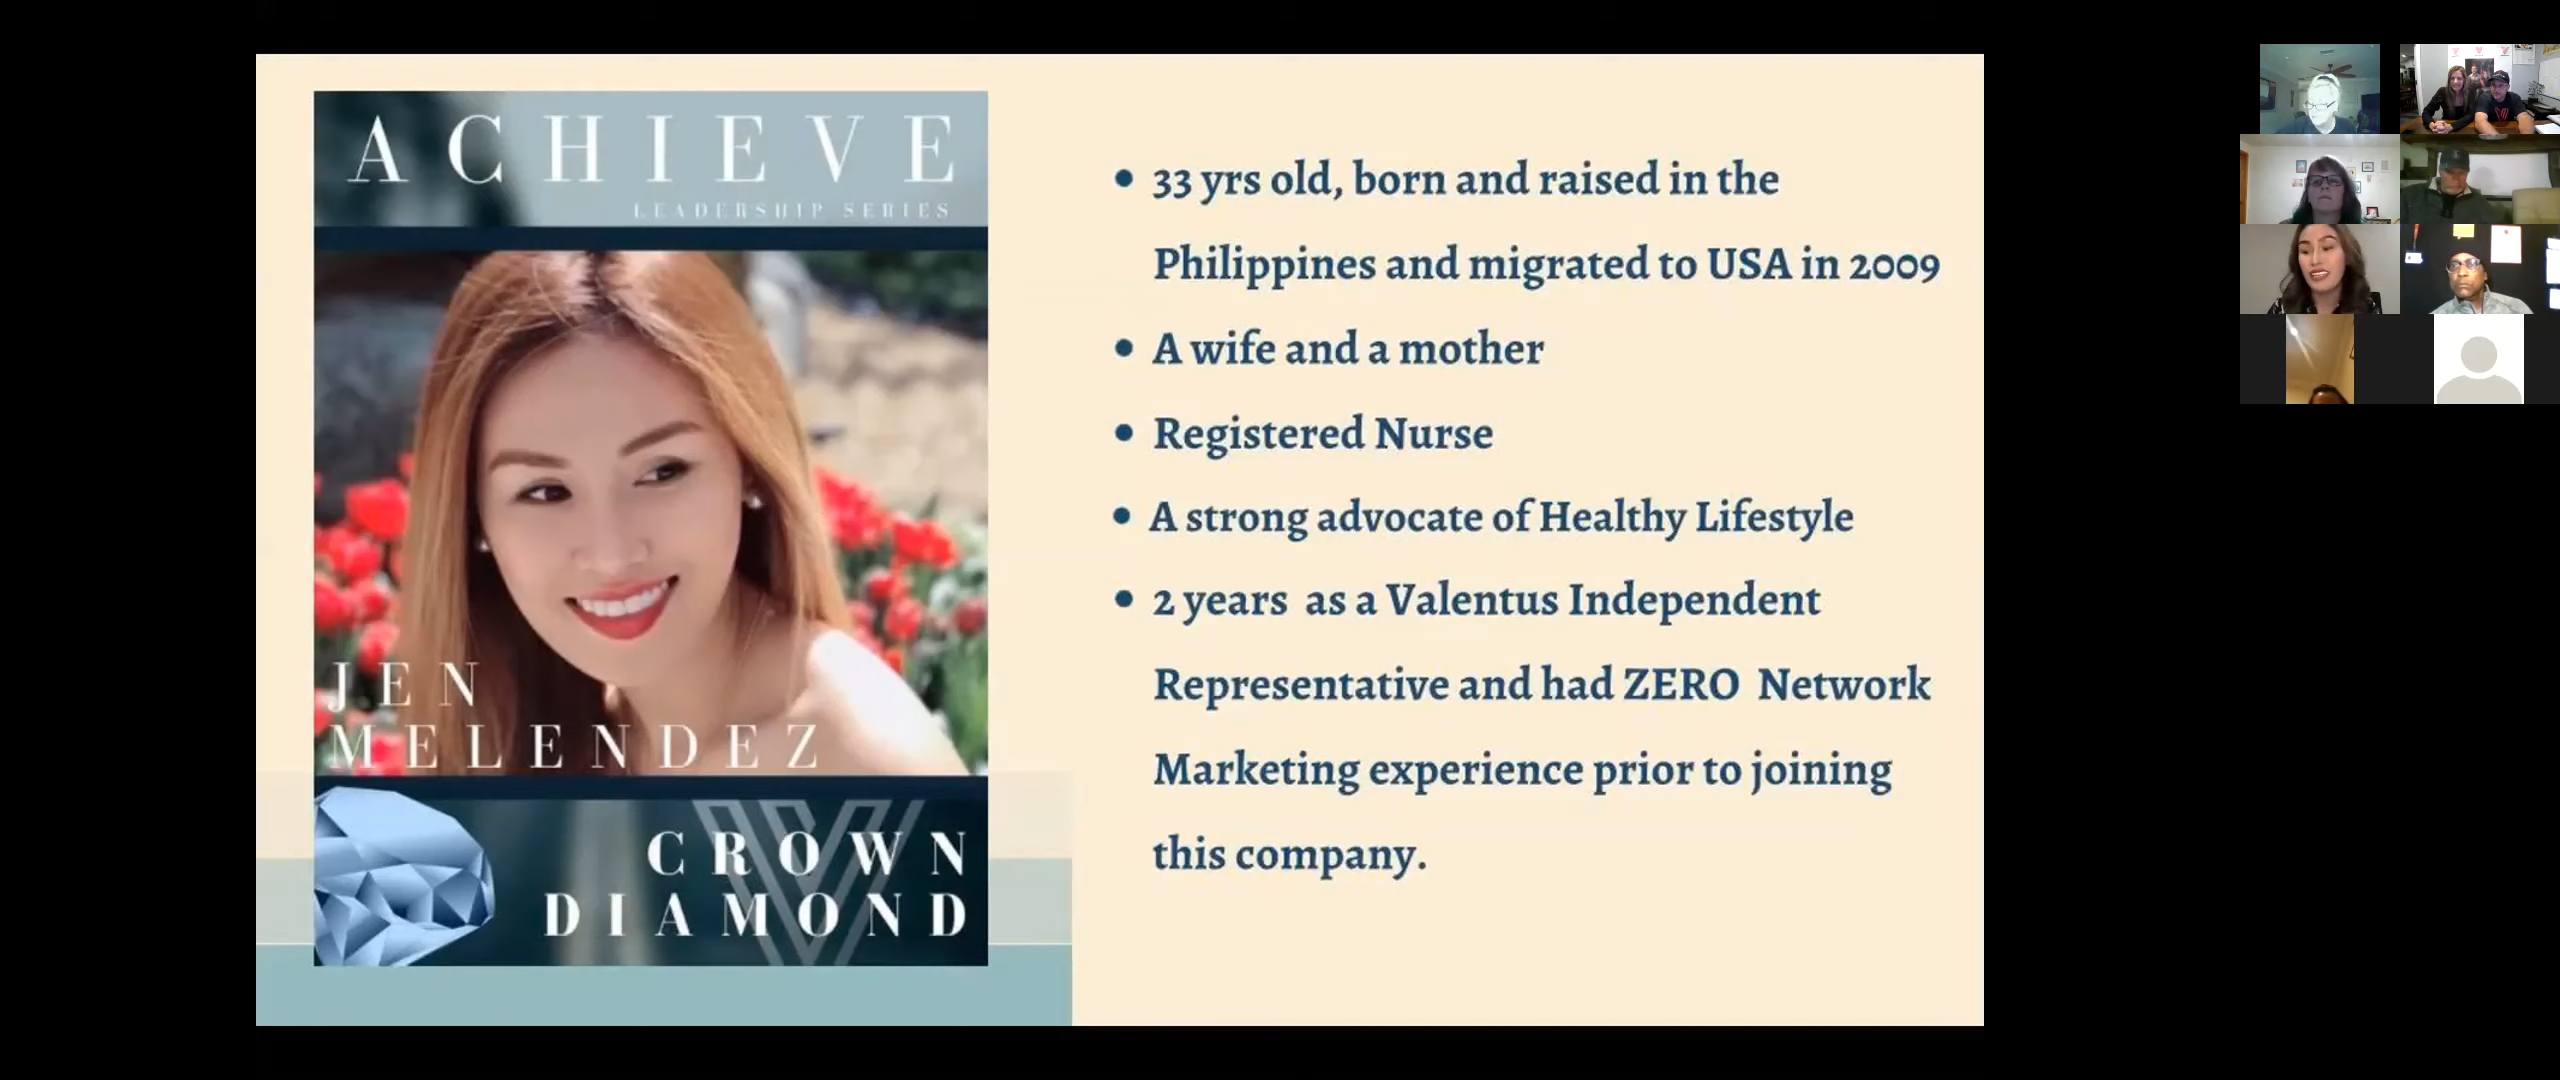 ACHIEVE
LEADERSHIP SERIES
JEN
MELENDEZ
CROWN
DIAMOND
• 33 yrs old, born and raised in the
Philippines and migrated to USA in 2009
• A wife and a mother
• Registered Nurse
• A strong advocate of Healthy Lifestyle
• 2 years as a Valentus Independent
Representative and had ZERO Network
Marketing experience prior to joining
this company.